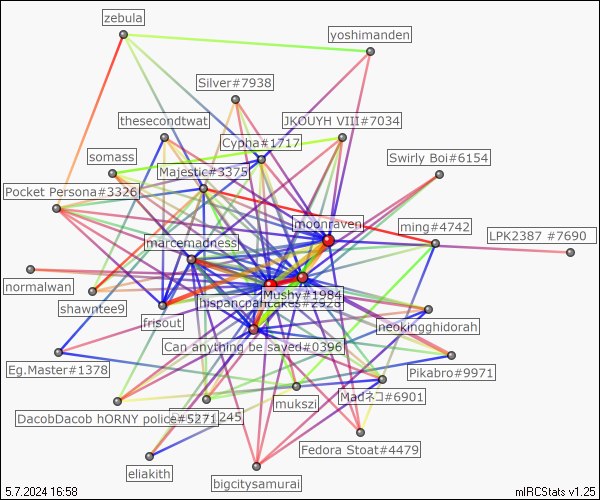 zebula
yoshimanden
Silver#7938
thesecondtwat
JKOUYH VIII#7034
Cypha#1717
somass
Majestic#3375
Swirly Boi#6154
Pocket Persona#3326
moonraven
ming#4742
LPK2387 #7690
marcemadness
normalwan
shawntee9
frisout
Mushy#1984
hispancpancakes#2928
neokingghidorah
Can anything be saved#0396
Eg.Master#1378
Pikabro#9971
Madネコ#6901
mukszi
DacobDacob hORNY police#5271
245
Fedora Stoat#4479
eliakith
bigcitysamurai
5.7.2024 16:58
mIRCStats v1.25